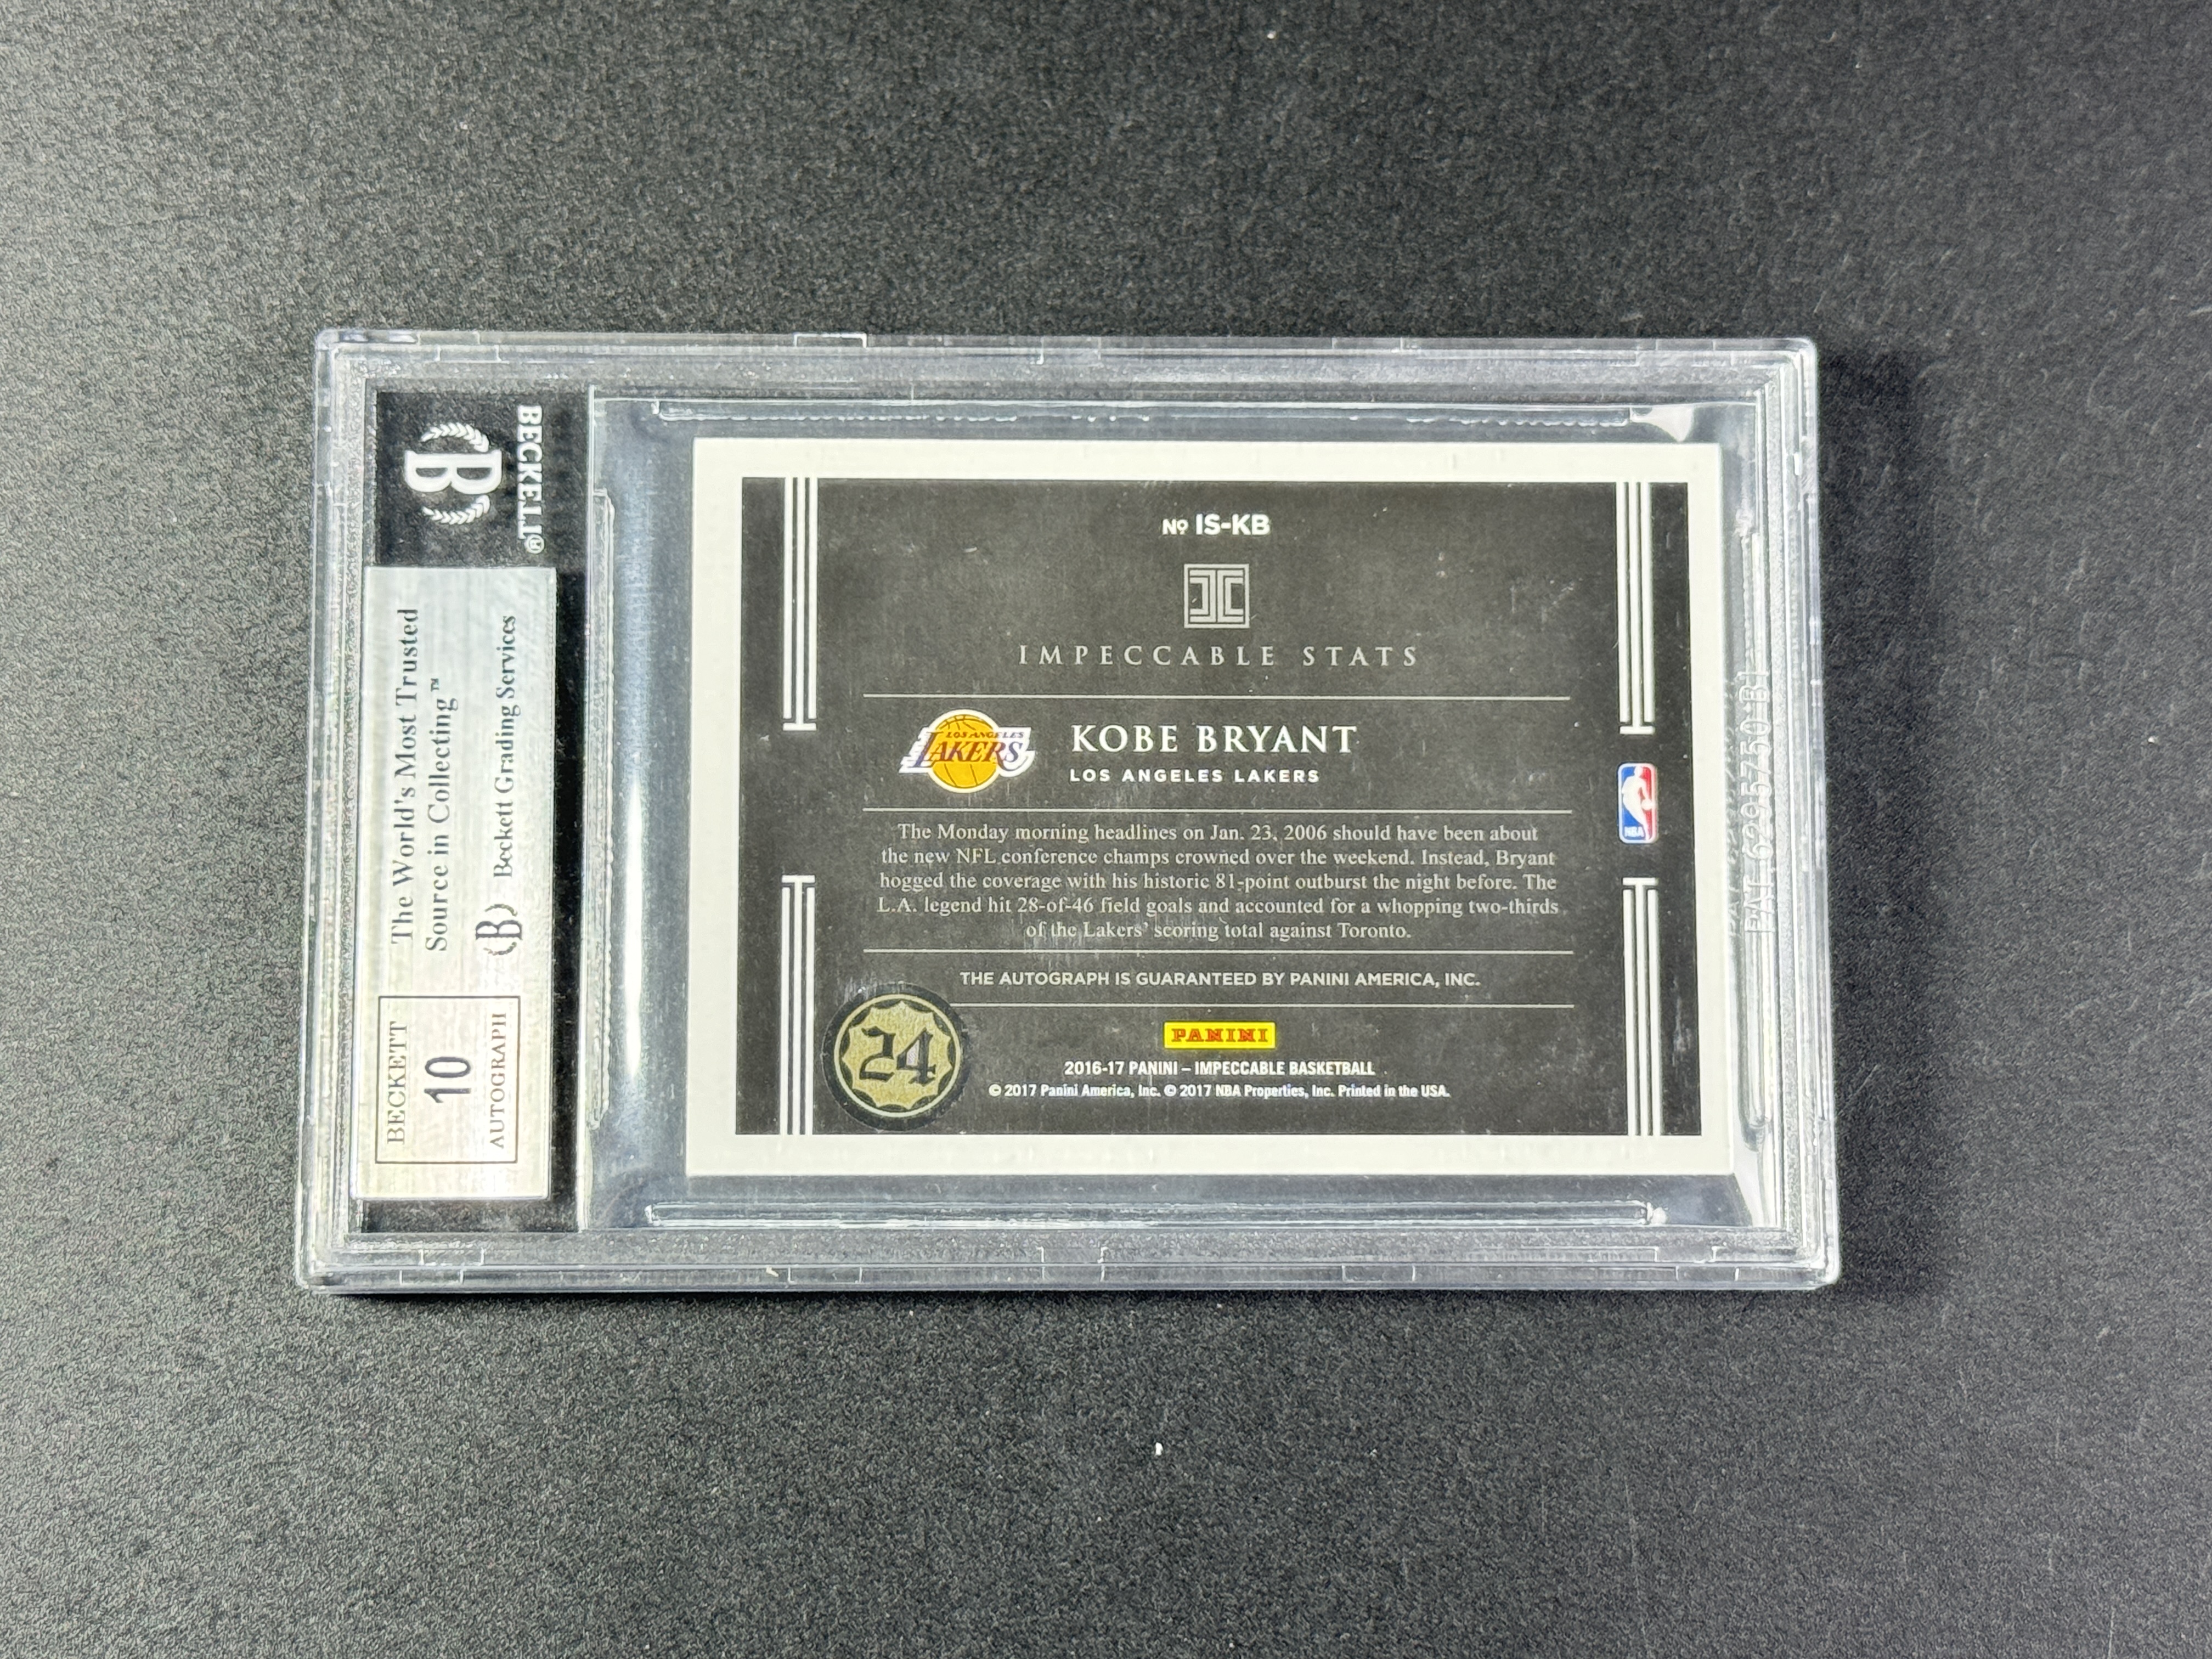 BECKETT®
B
The World's Most Trusted
Source in Collecting™
B Beckett Grading Services
BECKETT
10
AUTOGRAPH
Nº IS-KB
IMPECCABLE STATS
LOS ANGELES
LAKERS
KOBE BRYANT
LOS ANGELES LAKERS
NBA
The Monday morning headlines on Jan. 23, 2006 should have been about
the new NFL conference champs crowned over the weekend. Instead, Bryant
hogged the coverage with his historic 81-point outburst the night before. The
L.A. legend hit 28-of-46 field goals and accounted for a whopping two-thirds
of the Lakers' scoring total against Toronto.
THE AUTOGRAPH IS GUARANTEED BY PANINI AMERICA, INC.
24
PANINI
2016-17 PANINI – IMPECCABLE BASKETBALL
© 2017 Panini America, Inc. © 2017 NBA Properties, Inc. Printed in the USA.